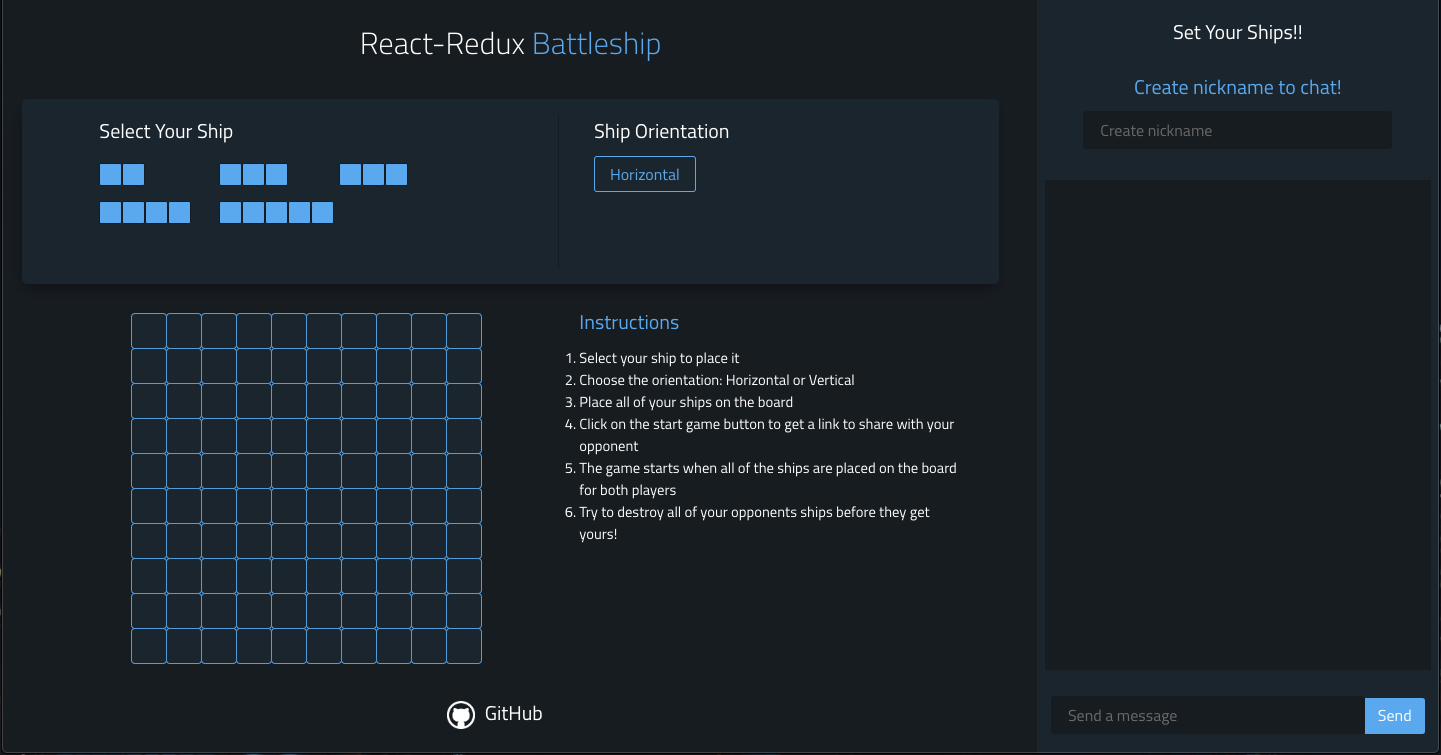 React-Redux Battleship
Select Your Ship
Ship Orientation
Horizontal
Instructions
1. Select your ship to place it
2. Choose the orientation: Horizontal or Vertical
3. Place all of your ships on the board
4. Click on the start game button to get a link to share with your
opponent
5. The game starts when all of the ships are placed on the board
for both players
6. Try to destroy all of your opponents ships before they get
yours!
GitHub
Set Your Ships!!
Create nickname to chat!
Create nickname
Send a message
Send